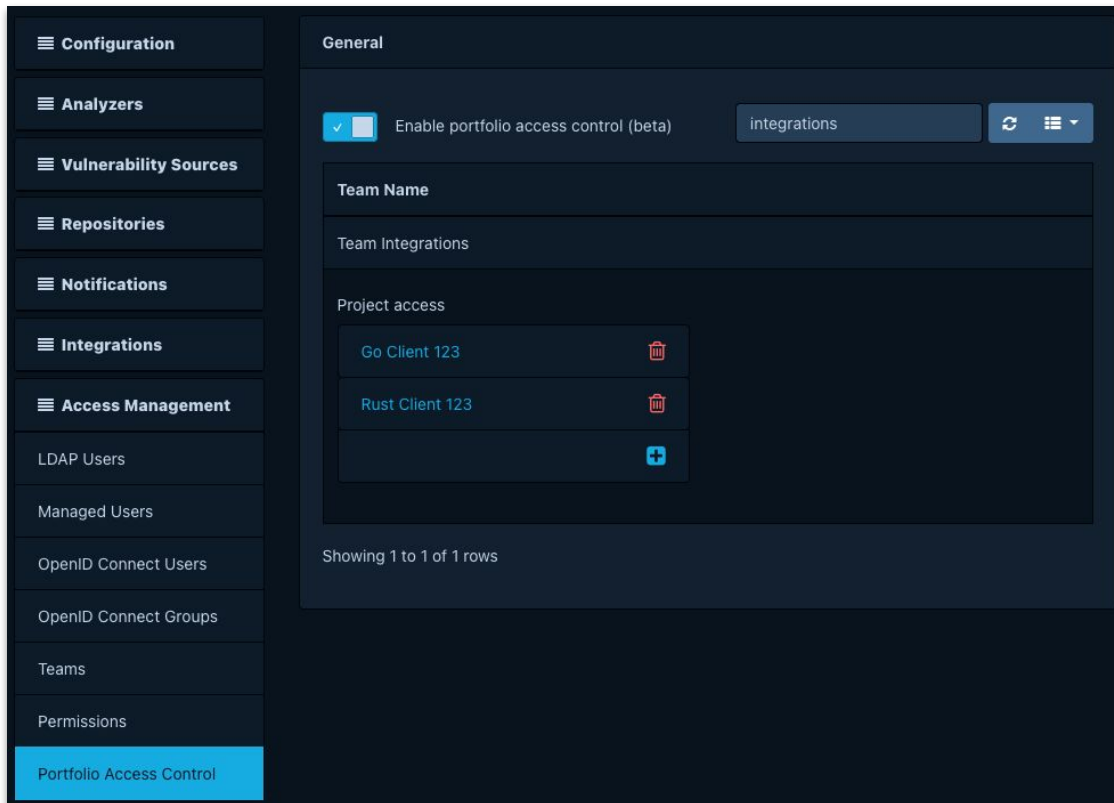 Configuration
Analyzers
Vulnerability Sources
Repositories
Notifications
Integrations
Access Management
LDAP Users
Managed Users
OpenID Connect Users
OpenID Connect Groups
Teams
Permissions
Portfolio Access Control
General
Enable portfolio access control (beta)
integrations
Team Name
Team Integrations
Project access
Go Client 123
Rust Client 123
Showing 1 to 1 of 1 rows